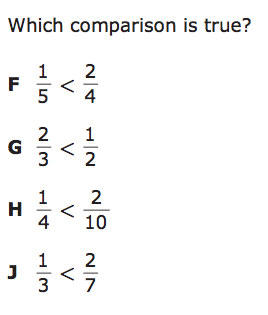 Which comparison is true?
F 1/5 < 2/4
G 2/3 < 1/2
H 1/4 < 2/10
J 1/3 < 2/7